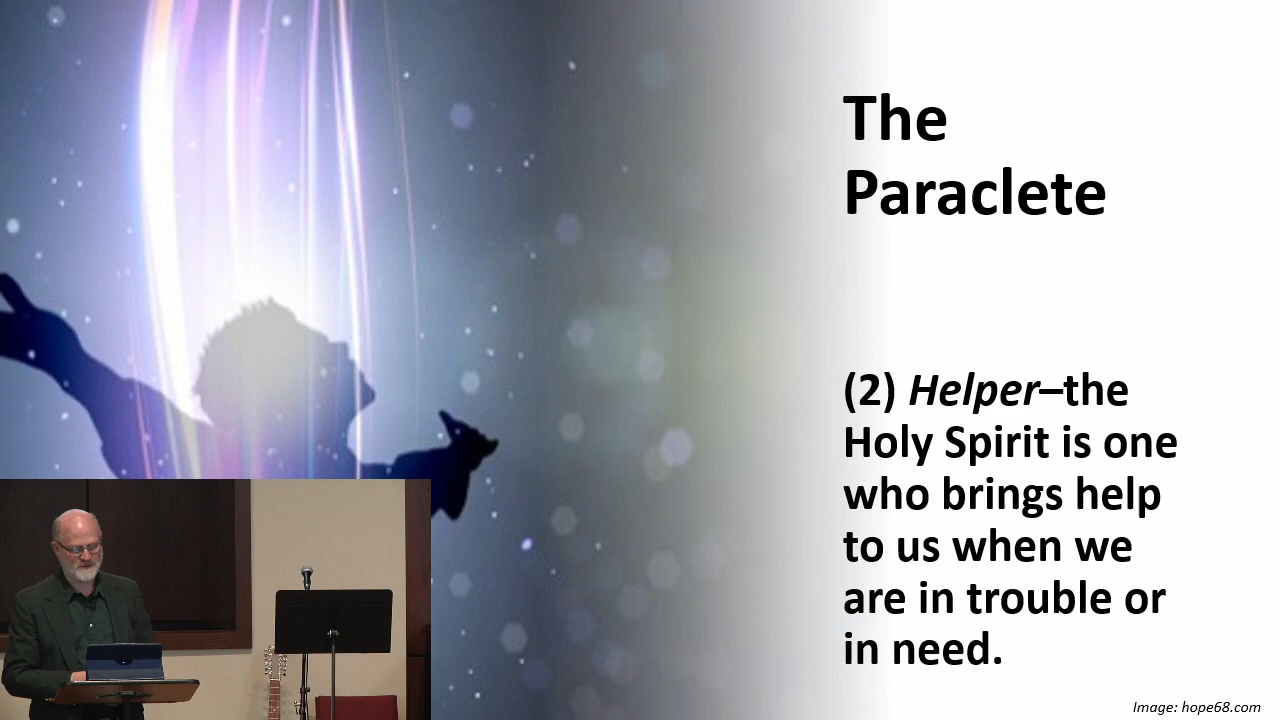 The
Paraclete
(2) Helper–the
Holy Spirit is one
who brings help
to us when we
are in trouble or
in need.
Image: hope68.com